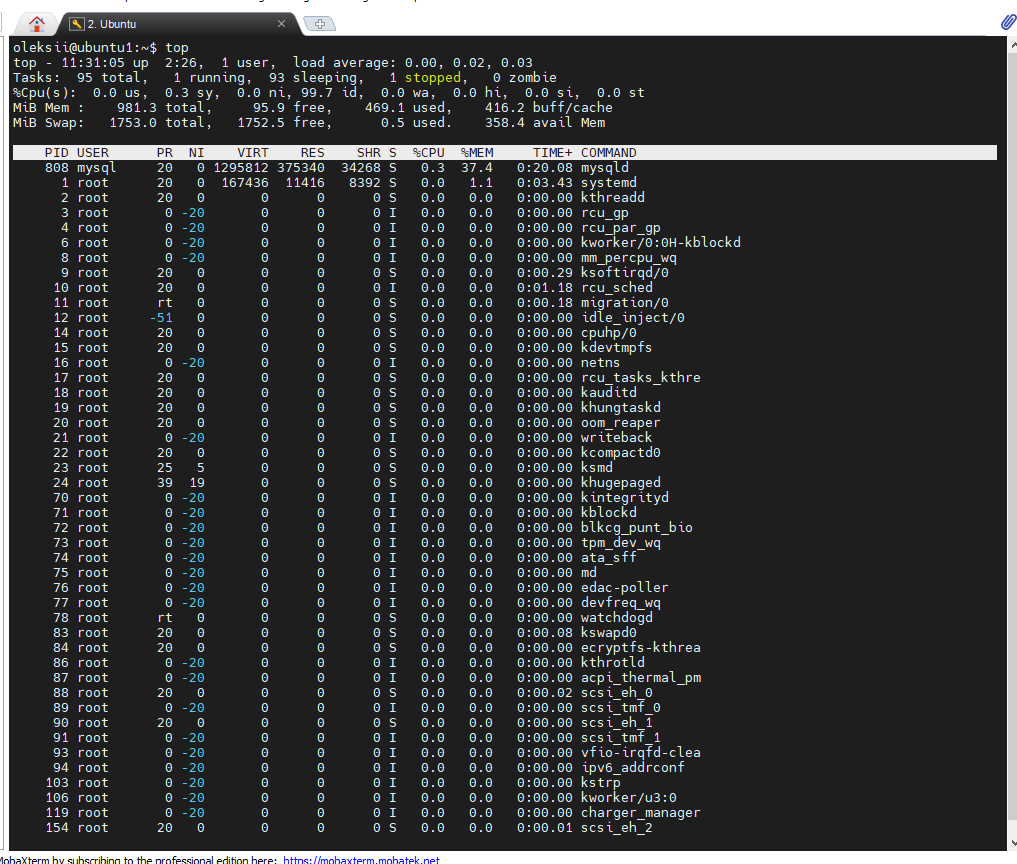 2. Ubuntu
oleksii@ubuntu1:~$ top
top - 11:31:05 up  2:26,  1 user,  load average: 0.00, 0.02, 0.03
Tasks:  95 total,   1 running,  93 sleeping,   1 stopped,   0 zombie
%Cpu(s):  0.0 us,  0.3 sy,  0.0 ni, 99.7 id,  0.0 wa,  0.0 hi,  0.0 si,  0.0 st
MiB Mem :    981.3 total,     95.9 free,    469.1 used,    416.2 buff/cache
MiB Swap:   1753.0 total,   1752.5 free,      0.5 used.    358.4 avail Mem
PID USER      PR  NI    VIRT    RES    SHR S  %CPU  %MEM     TIME+ COMMAND
808 mysql     20   0 1295812 375340  34268 S   0.3  37.4   0:20.08 mysqld
1 root      20   0  167436  11416   8392 S   0.0   1.1   0:03.43 systemd
2 root      20   0       0      0      0 S   0.0   0.0   0:00.00 kthreadd
3 root       0 -20       0      0      0 I   0.0   0.0   0:00.00 rcu_gp
4 root       0 -20       0      0      0 I   0.0   0.0   0:00.00 rcu_par_gp
6 root       0 -20       0      0      0 I   0.0   0.0   0:00.00 kworker/0:0H-kblockd
8 root       0 -20       0      0      0 I   0.0   0.0   0:00.00 mm_percpu_wq
9 root      20   0       0      0      0 S   0.0   0.0   0:00.29 ksoftirqd/0
10 root      20   0       0      0      0 I   0.0   0.0   0:01.18 rcu_sched
11 root      rt   0       0      0      0 S   0.0   0.0   0:00.18 migration/0
12 root     -51   0       0      0      0 S   0.0   0.0   0:00.00 idle_inject/0
14 root      20   0       0      0      0 S   0.0   0.0   0:00.00 cpuhp/0
15 root      20   0       0      0      0 S   0.0   0.0   0:00.00 kdevtmpfs
16 root       0 -20       0      0      0 I   0.0   0.0   0:00.00 netns
17 root      20   0       0      0      0 S   0.0   0.0   0:00.00 rcu_tasks_kthre
18 root      20   0       0      0      0 S   0.0   0.0   0:00.00 kauditd
19 root      20   0       0      0      0 S   0.0   0.0   0:00.00 khungtaskd
20 root      20   0       0      0      0 S   0.0   0.0   0:00.00 oom_reaper
21 root       0 -20       0      0      0 I   0.0   0.0   0:00.00 writeback
22 root      20   0       0      0      0 S   0.0   0.0   0:00.00 kcompactd0
23 root      25   5       0      0      0 S   0.0   0.0   0:00.00 ksmd
24 root      39  19       0      0      0 S   0.0   0.0   0:00.00 khugepaged
70 root       0 -20       0      0      0 I   0.0   0.0   0:00.00 kintegrityd
71 root       0 -20       0      0      0 I   0.0   0.0   0:00.00 kblockd
72 root       0 -20       0      0      0 I   0.0   0.0   0:00.00 blkcg_punt_bio
73 root       0 -20       0      0      0 I   0.0   0.0   0:00.00 tpm_dev_wq
74 root       0 -20       0      0      0 I   0.0   0.0   0:00.00 ata_sff
75 root       0 -20       0      0      0 I   0.0   0.0   0:00.00 md
76 root       0 -20       0      0      0 I   0.0   0.0   0:00.00 edac-poller
77 root       0 -20       0      0      0 I   0.0   0.0   0:00.00 devfreq_wq
78 root      rt   0       0      0      0 S   0.0   0.0   0:00.00 watchdogd
83 root      20   0       0      0      0 S   0.0   0.0   0:00.08 kswapd0
84 root      20   0       0      0      0 S   0.0   0.0   0:00.00 ecryptfs-kthrea
86 root       0 -20       0      0      0 I   0.0   0.0   0:00.00 kthrotld
87 root       0 -20       0      0      0 I   0.0   0.0   0:00.00 acpi_thermal_pm
88 root      20   0       0      0      0 S   0.0   0.0   0:00.02 scsi_eh_0
89 root       0 -20       0      0      0 I   0.0   0.0   0:00.00 scsi_tmf_0
90 root      20   0       0      0      0 S   0.0   0.0   0:00.00 scsi_eh_1
91 root       0 -20       0      0      0 I   0.0   0.0   0:00.00 scsi_tmf_1
93 root       0 -20       0      0      0 I   0.0   0.0   0:00.00 vfio-irqfd-clea
94 root       0 -20       0      0      0 I   0.0   0.0   0:00.00 ipv6_addrconf
103 root       0 -20       0      0      0 I   0.0   0.0   0:00.00 kstrp
106 root       0 -20       0      0      0 I   0.0   0.0   0:00.00 kworker/u3:0
119 root       0 -20       0      0      0 I   0.0   0.0   0:00.00 charger_manager
154 root      20   0       0      0      0 S   0.0   0.0   0:00.01 scsi_eh_2
MobaXterm by subscribing to the professional edition here: https://mobaxterm.mobatek.net